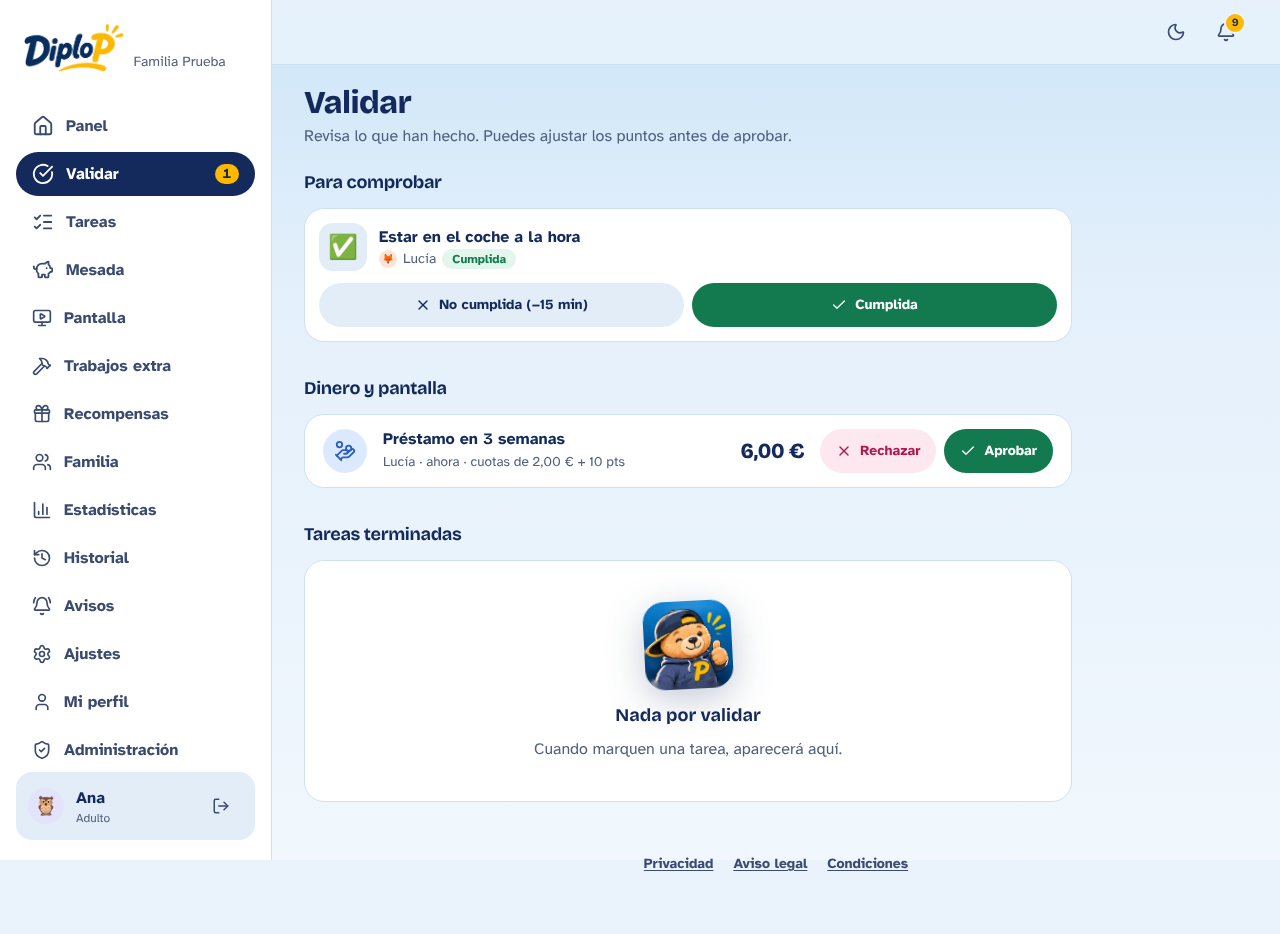 DiploP
Familia Prueba
9
Panel
Validar
1
Tareas
Mesada
Pantalla
Trabajos extra
Recompensas
Familia
Estadísticas
Historial
Avisos
Ajustes
Mi perfil
Administración
Ana
Adulto
Validar
Revisa lo que han hecho. Puedes ajustar los puntos antes de aprobar.
Para comprobar
Estar en el coche a la hora
Lucía Cumplida
No cumplida (−15 min)
Cumplida
Dinero y pantalla
Préstamo en 3 semanas
Lucía · ahora · cuotas de 2,00 € + 10 pts
6,00 €
Rechazar
Aprobar
Tareas terminadas
P
Nada por validar
Cuando marquen una tarea, aparecerá aquí.
Privacidad Aviso legal Condiciones